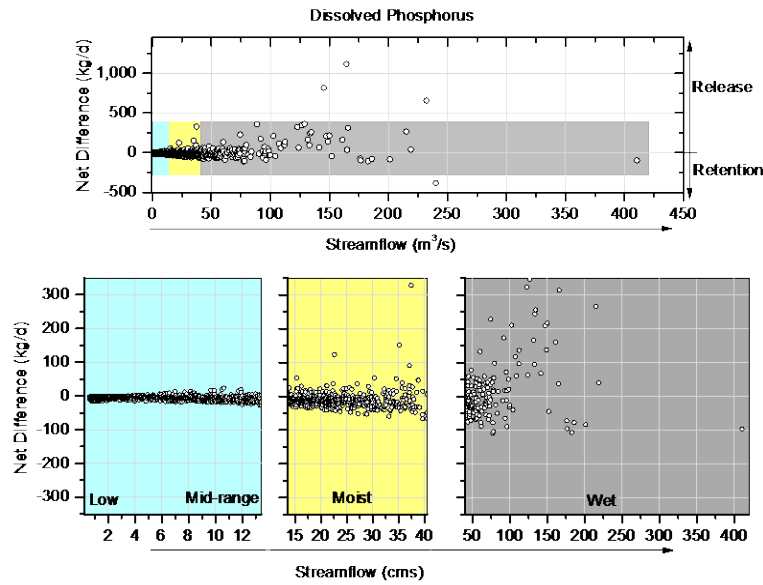 Dissolved Phosphorus
Net Difference (kg/d)
1,000
500
0
-500
0 50 100 150 200 250 300 350 400 450
Release
Retention
Streamflow (m³/s)
Net Difference (kg/d)
300
200
100
0
-100
-200
-300
Low Mid-range Moist Wet
2 4 6 8 10 12 15 20 25 30 35 40 50 100 150 200 250 300 350 400
Streamflow (cms)